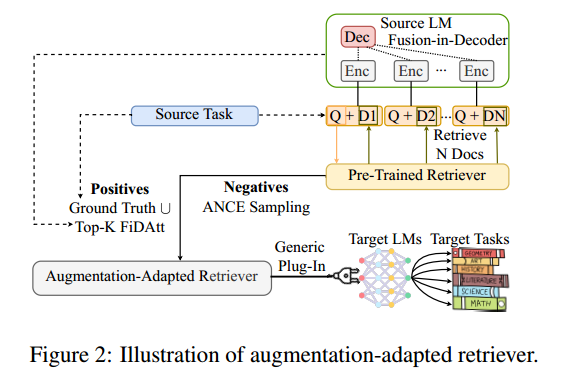 Source LM
Dec
Fusion-in-Decoder
Enc
Enc
...
Enc
Source Task
Q + D1
Q + D2
...
Q + DN
Retrieve
N Docs
Pre-Trained Retriever
Positives
Ground Truth ∪
Top-K FiDAtt
Negatives
ANCE Sampling
Augmentation-Adapted Retriever
Generic
Plug-In
Target LMs
Target Tasks
GEOMETRY
ART
HISTORY
LITERATURE
SCIENCE
MATH
Figure 2: Illustration of augmentation-adapted retriever.